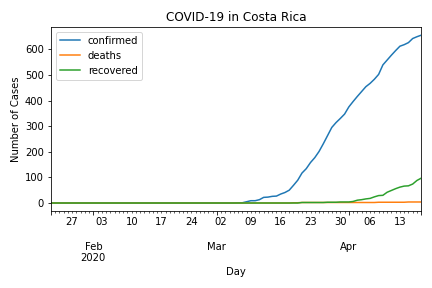 COVID-19 in Costa Rica
confirmed
deaths
recovered
Number of Cases
600
500
400
300
200
100
0
27 03 10 17 24 02 09 16 23 30 06 13
Feb Mar Apr
2020
Day